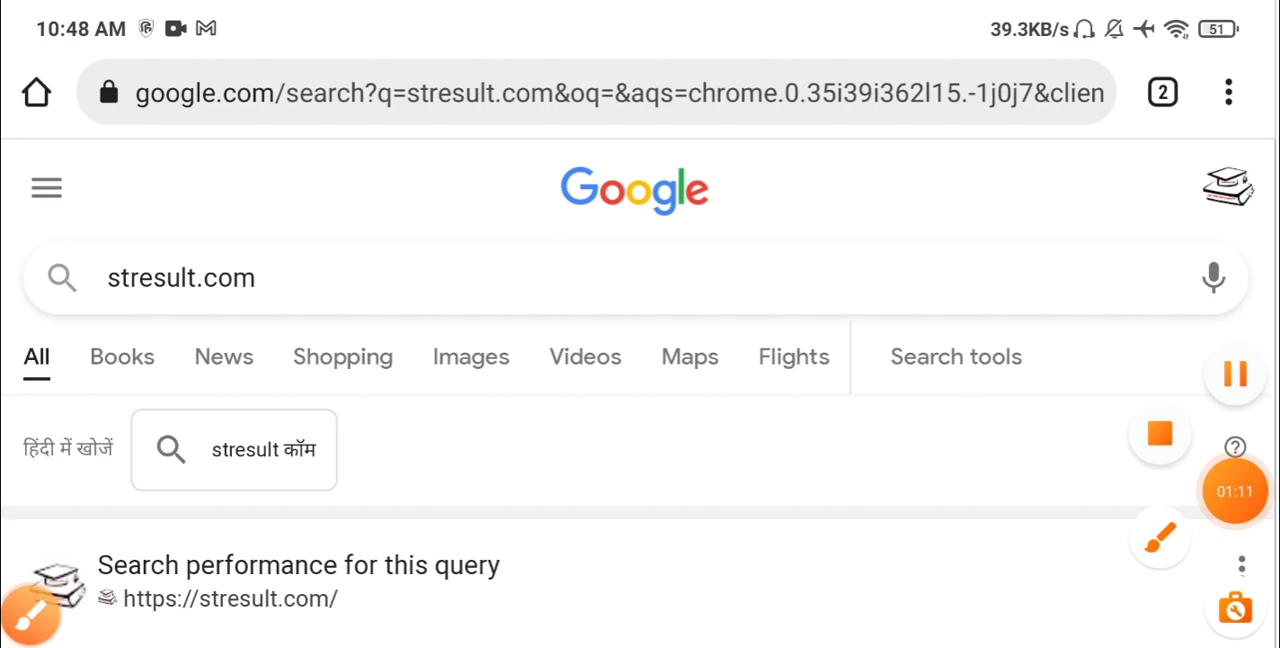 10:48 AM
39.3KB/s
51
google.com/search?q=stresult.com&oq=&aqs=chrome.0.35i39i362l15.-1j0j7&clien
2
Google
stresult.com
All Books News Shopping Images Videos Maps Flights Search tools
हिंदी में खोजें stresult कॉम
01:11
Search performance for this query
https://stresult.com/